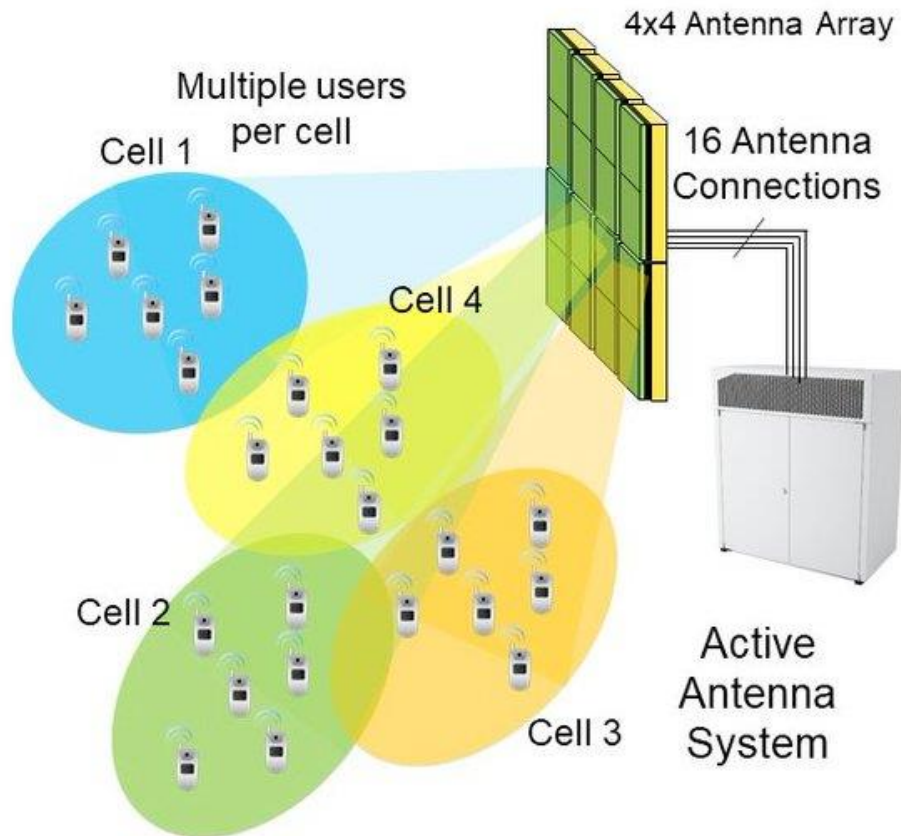 4x4 Antenna Array
Multiple users
per cell
Cell 1
16 Antenna
Connections
Cell 4
Cell 2
Cell 3
Active
Antenna
System